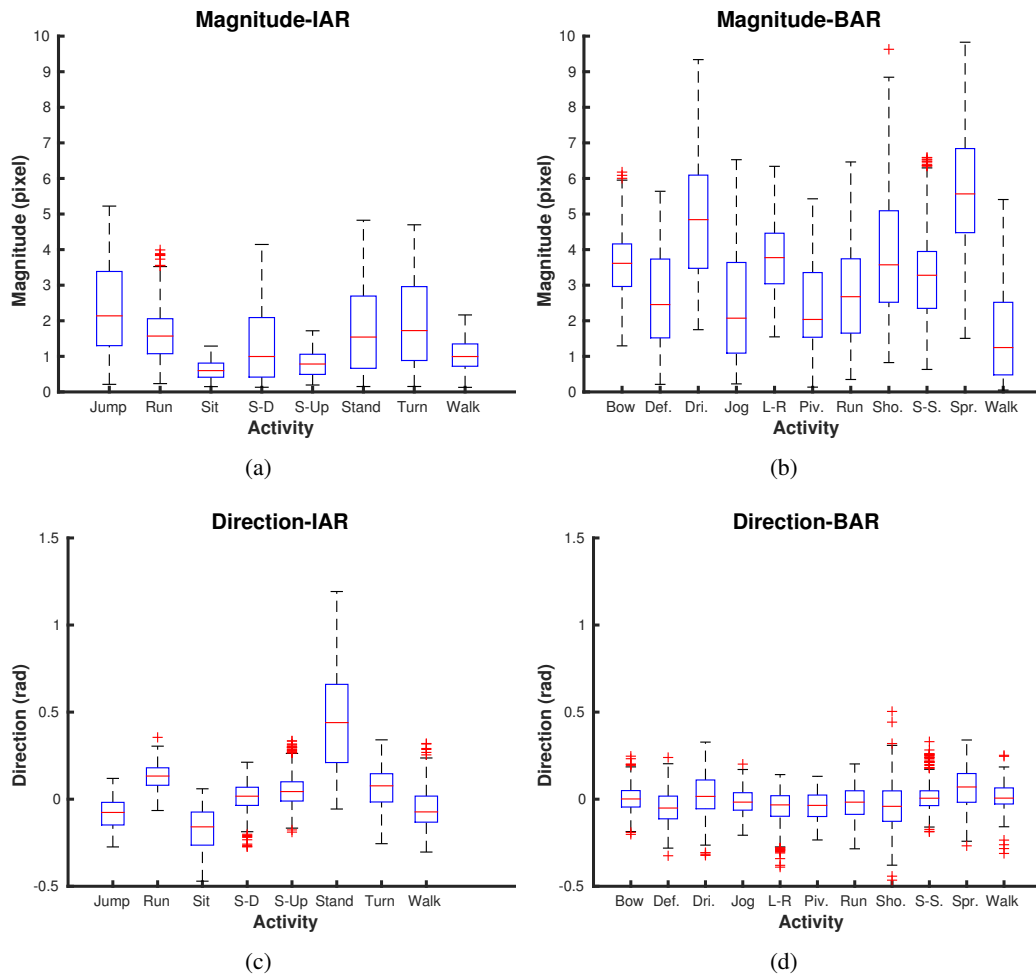 Magnitude-IAR
10
9
8
7
6
5
4
3
2
1
0
Magnitude (pixel)
Jump Run Sit S-D S-Up Stand Turn Walk
Activity
(a)
Magnitude-BAR
10
9
8
7
6
5
4
3
2
1
0
Magnitude (pixel)
Bow Def. Dri. Jog L-R Piv. Run Sho. S-S. Spr. Walk
Activity
(b)
Direction-IAR
1.5
1
0.5
0
-0.5
Direction (rad)
Jump Run Sit S-D S-Up Stand Turn Walk
Activity
(c)
Direction-BAR
1.5
1
0.5
0
-0.5
Direction (rad)
Bow Def. Dri. Jog L-R Piv. Run Sho. S-S. Spr. Walk
Activity
(d)